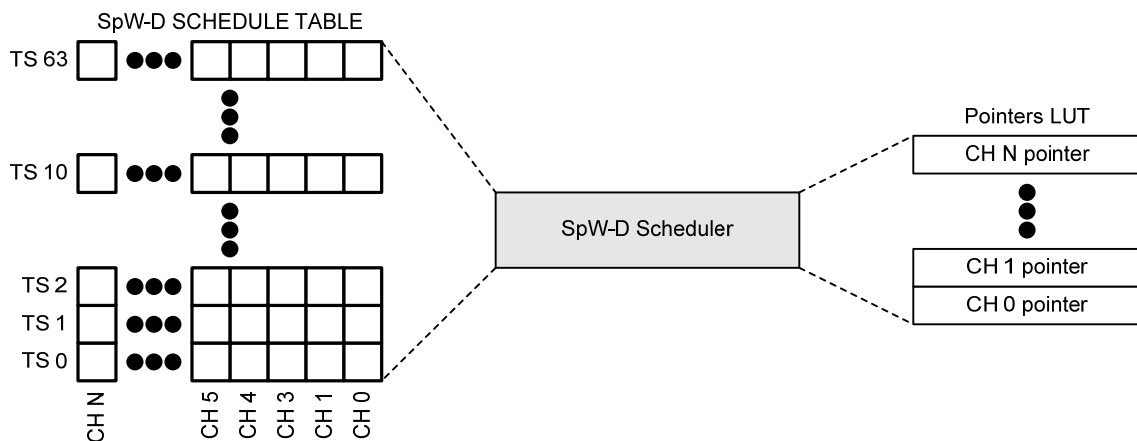 SpW-D SCHEDULE TABLE
TS 63
TS 10
TS 2
TS 1
TS 0
CH N
CH 5
CH 4
CH 3
CH 1
CH 0
SpW-D Scheduler
Pointers LUT
CH N pointer
CH 1 pointer
CH 0 pointer